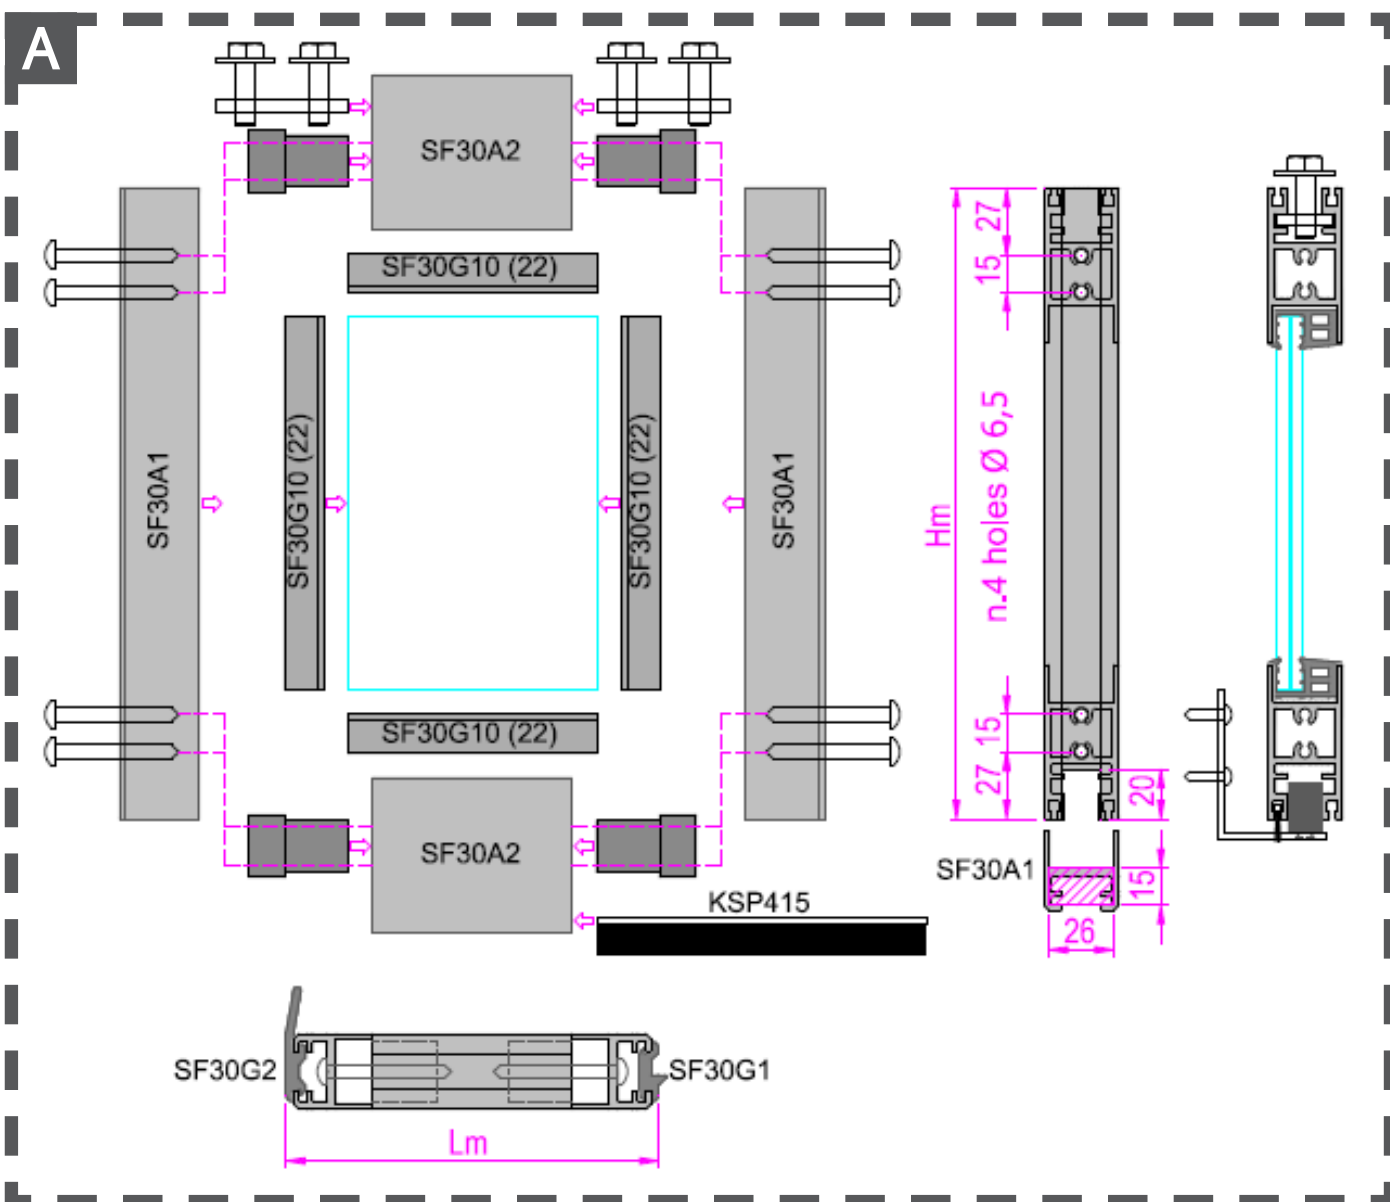 A
SF30A2
SF30G10 (22)
SF30A1
SF30G10 (22)
SF30G10 (22)
SF30A1
SF30G10 (22)
SF30A2
KSP415
27
15
Hm
n.4 holes Ø 6,5
15
27
20
SF30A1
15
26
SF30G2
SF30G1
Lm